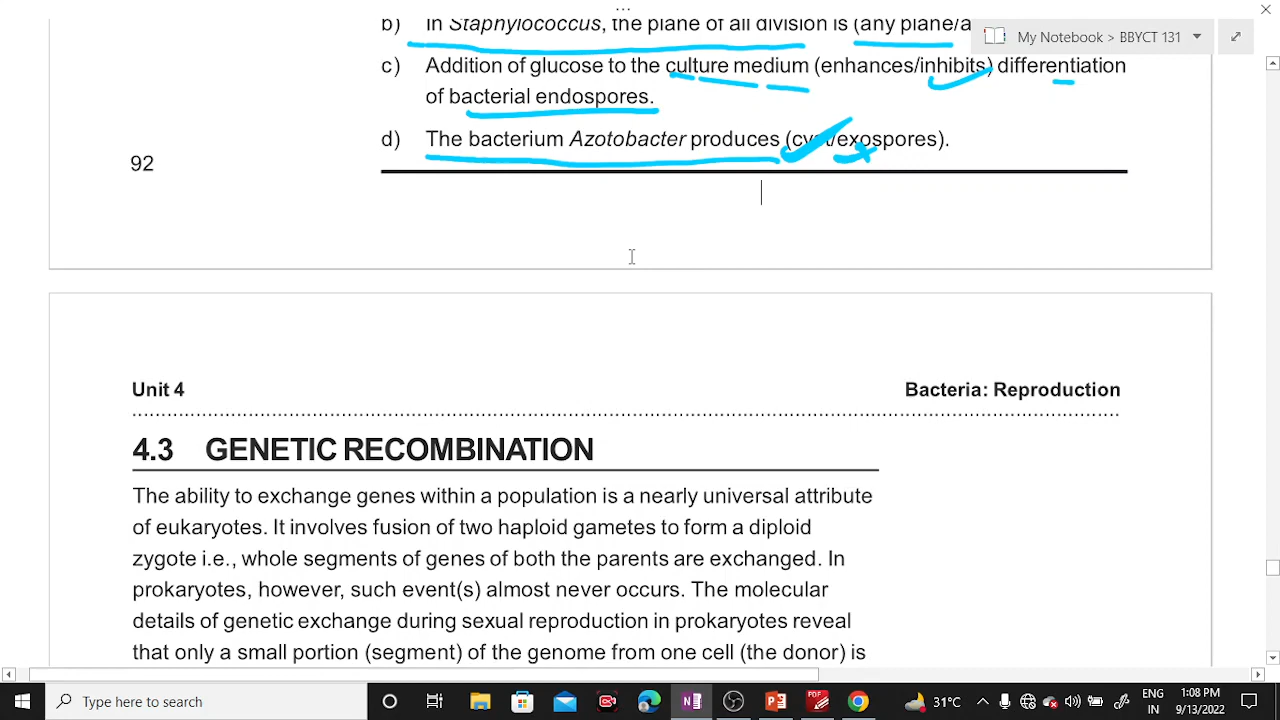 b) In Staphylococcus, the plane of all division is (any plane/a
My Notebook > BBYCT 131
c) Addition of glucose to the culture medium (enhances/inhibits) differentiation
of bacterial endospores.
d) The bacterium Azotobacter produces (cyst/exospores).
92
Unit 4 Bacteria: Reproduction
4.3 GENETIC RECOMBINATION
The ability to exchange genes within a population is a nearly universal attribute
of eukaryotes. It involves fusion of two haploid gametes to form a diploid
zygote i.e., whole segments of genes of both the parents are exchanged. In
prokaryotes, however, such event(s) almost never occurs. The molecular
details of genetic exchange during sexual reproduction in prokaryotes reveal
that only a small portion (segment) of the genome from one cell (the donor) is
Type here to search
31°C
ENG
IN
1:08 PM
9/13/2022